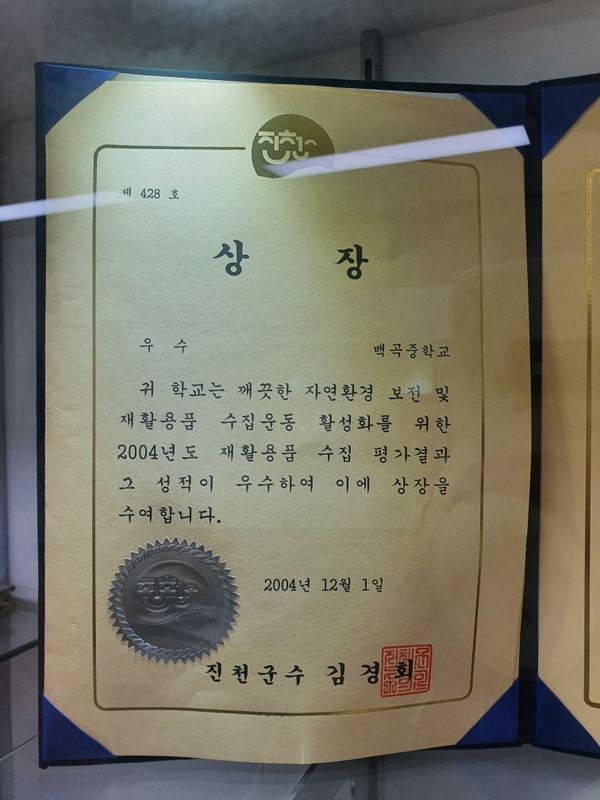 진천
제 428 호
상 장
우 수
백곡중학교
귀 학교는 깨끗한 자연환경 보전 및
재활용품 수집운동 활성화를 위한
2004년도 재활용품 수집 평가결과
그 성적이 우수하여 이에 상장을
수여합니다.
진천
2004년 12월 1일
진천군수 김경회